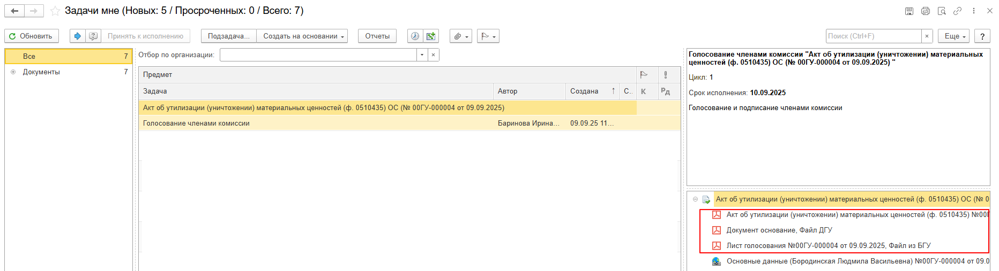 Задачи мне (Новых: 5 / Просроченных: 0 / Всего: 7)
Обновить
Принять к исполнению
Подзадача...
Создать на основании
Отчеты
Поиск (Ctrl+F)
×
Еще
?
Все 7
Документы 7
Отбор по организации:
×
Предмет
Задача Автор Создана ↑ С.. К Рд
Акт об утилизации (уничтожении) материальных ценностей (ф. 0510435) ОС (№ 00ГУ-000004 от 09.09.2025)
Голосование членами комиссии Баринова Ирина... 09.09.25 11...
Голосование членами комиссии "Акт об утилизации (уничтожении) материальных
ценностей (ф. 0510435) ОС (№ 00ГУ-000004 от 09.09.2025) "
Цикл: 1
Срок исполнения: 10.09.2025
Голосование и подписание членами комиссии
Акт об утилизации (уничтожении) материальных ценностей (ф. 0510435) ОС (№ 0
Акт об утилизации (уничтожении) материальных ценностей (ф. 0510435) №00Г
Документ основание, Файл ДГУ
Лист голосования №00ГУ-000004 от 09.09.2025, Файл из БГУ
Основные данные (Бородинская Людмила Васильевна) №00ГУ-000004 от 09.0